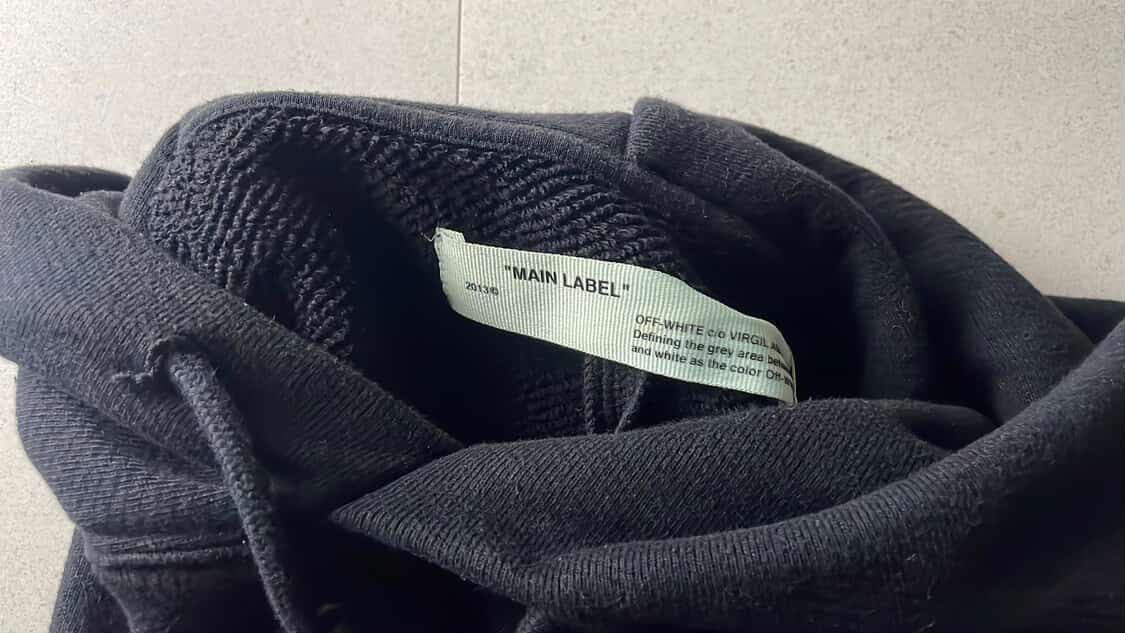 "MAIN LABEL"
2013©
OFF-WHITE c/o VIRGIL
Defining the grey area
and white as the color